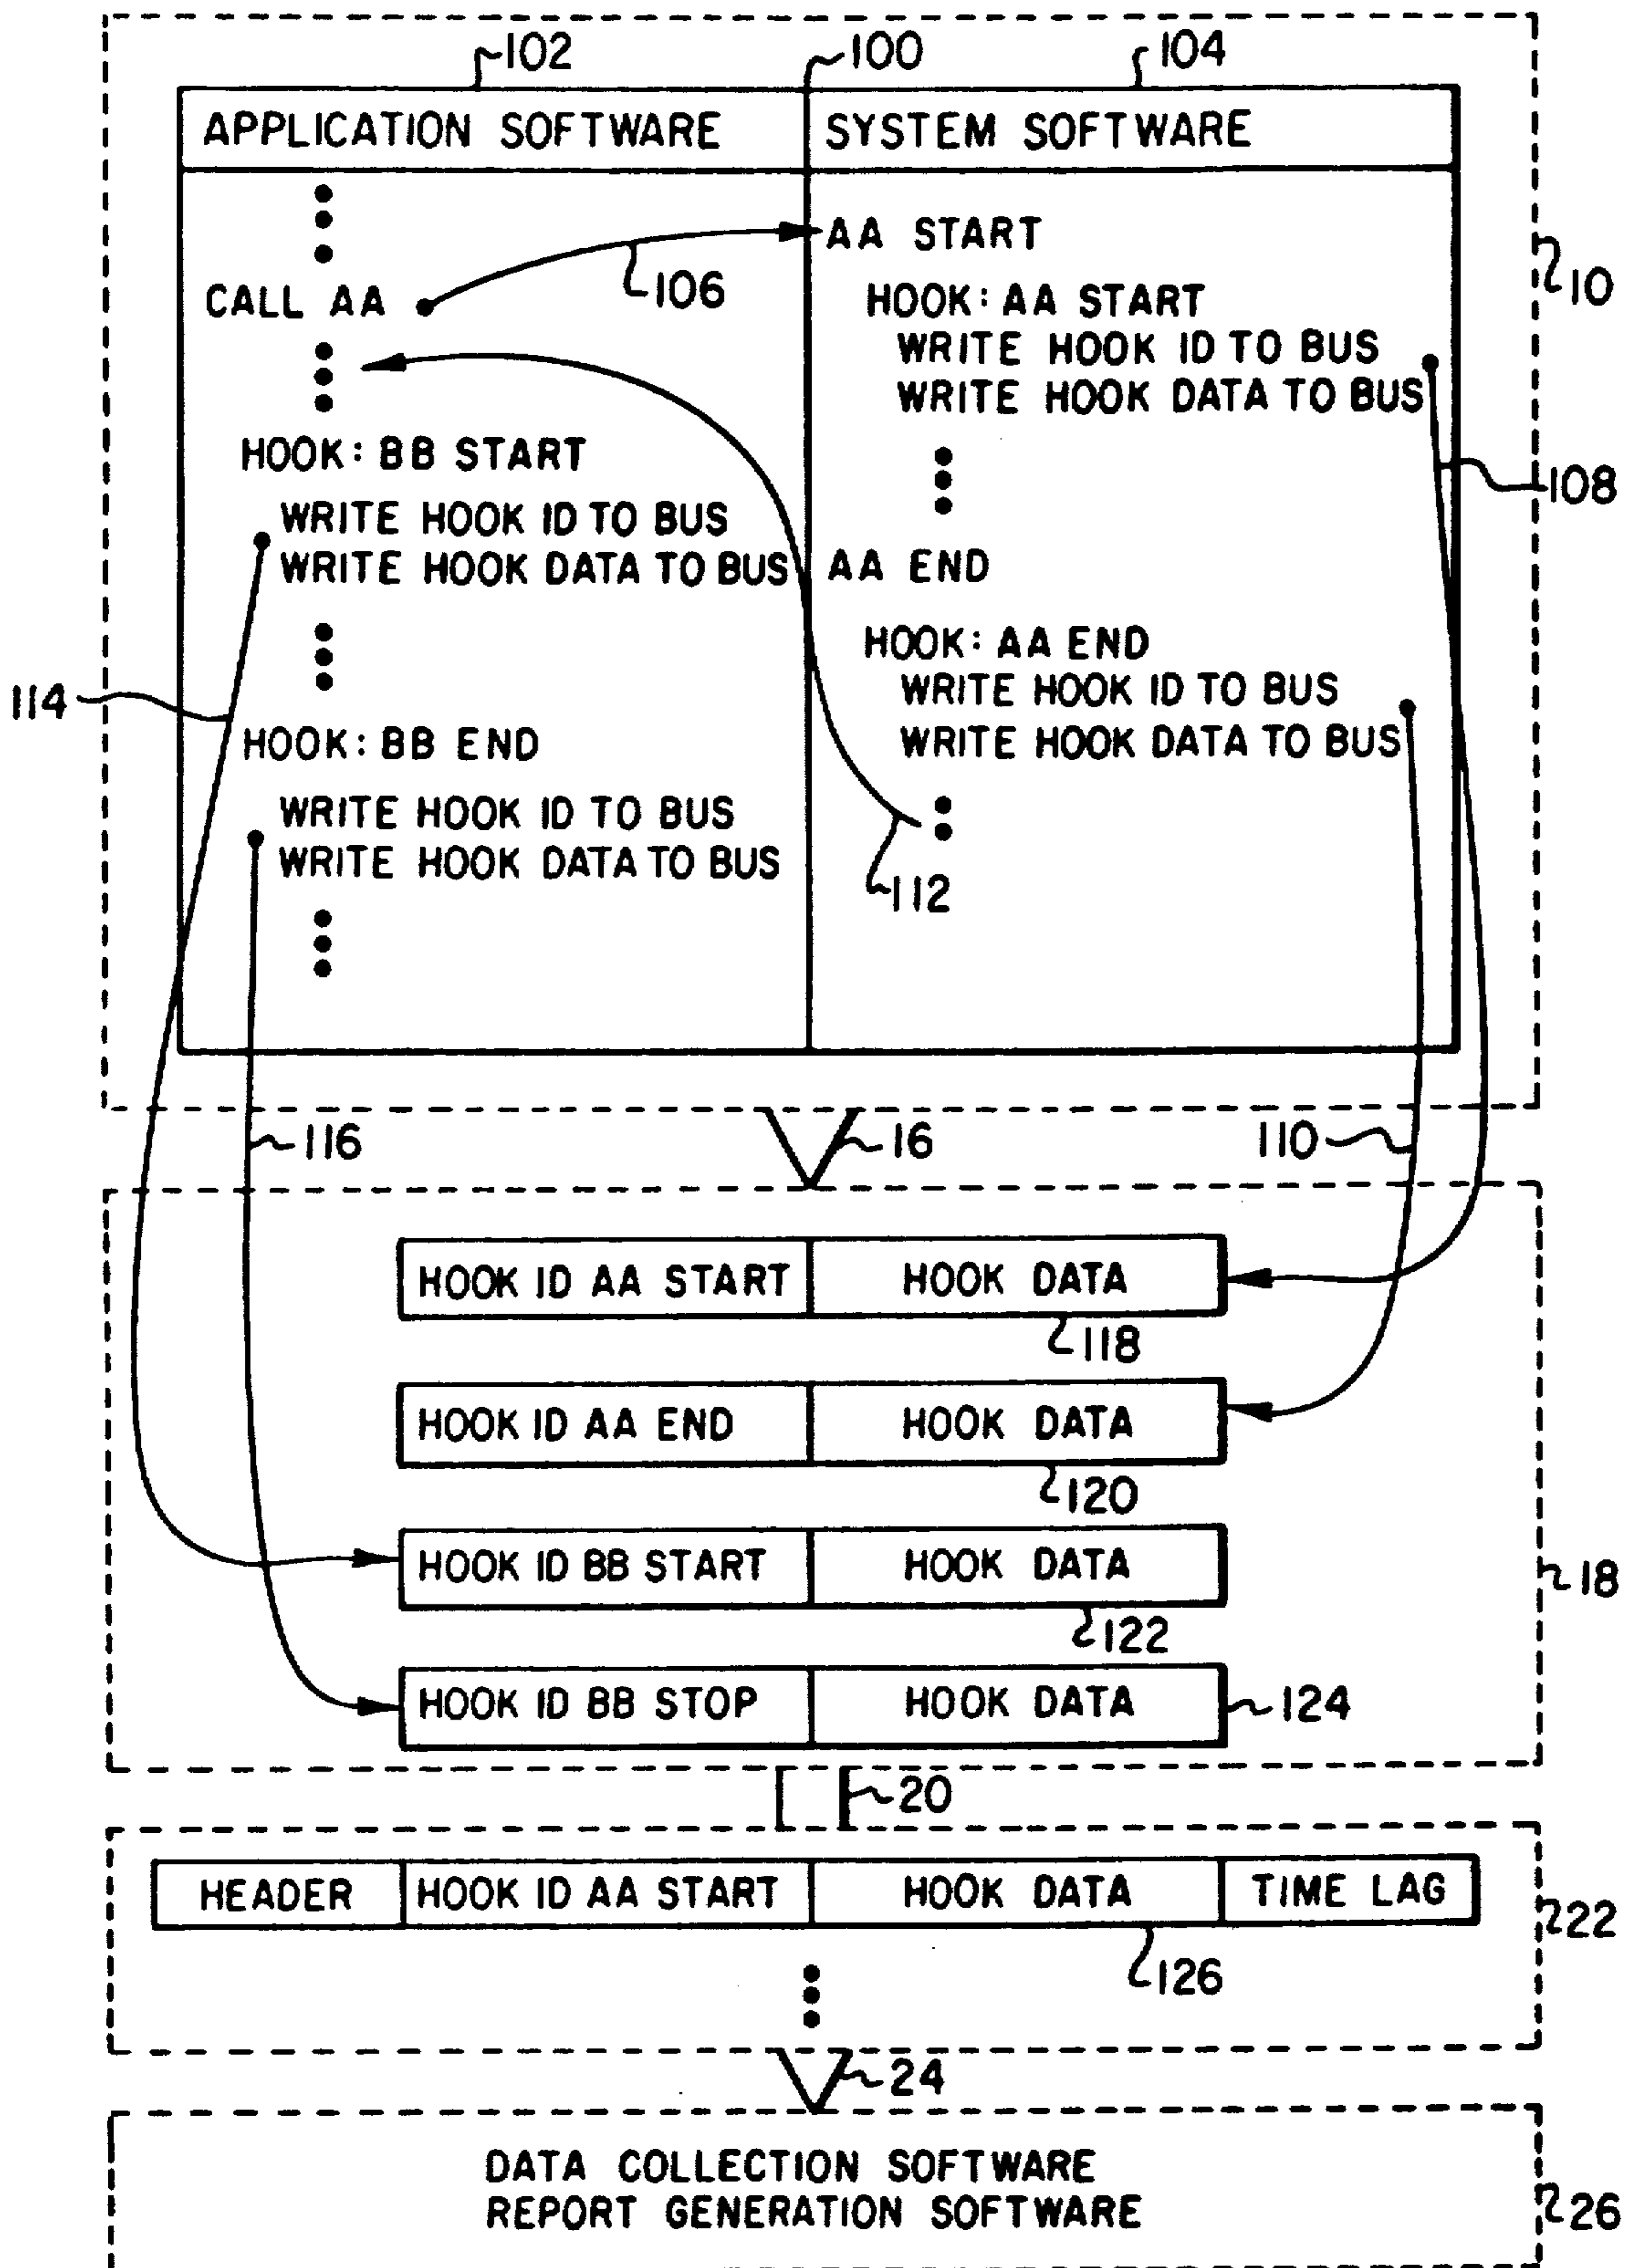 102
100
104
APPLICATION SOFTWARE
SYSTEM SOFTWARE
AA START
106
CALL AA
HOOK: AA START
10
WRITE HOOK ID TO BUS
WRITE HOOK DATA TO BUS
HOOK: BB START
108
WRITE HOOK ID TO BUS
WRITE HOOK DATA TO BUS
AA END
HOOK: AA END
114
WRITE HOOK ID TO BUS
HOOK: BB END
WRITE HOOK DATA TO BUS
WRITE HOOK ID TO BUS
WRITE HOOK DATA TO BUS
112
116
16
110
HOOK ID AA START
HOOK DATA
118
HOOK ID AA END
HOOK DATA
120
HOOK ID BB START
HOOK DATA
18
122
HOOK ID BB STOP
HOOK DATA
124
20
HEADER
HOOK ID AA START
HOOK DATA
TIME LAG
22
126
24
DATA COLLECTION SOFTWARE
REPORT GENERATION SOFTWARE
26